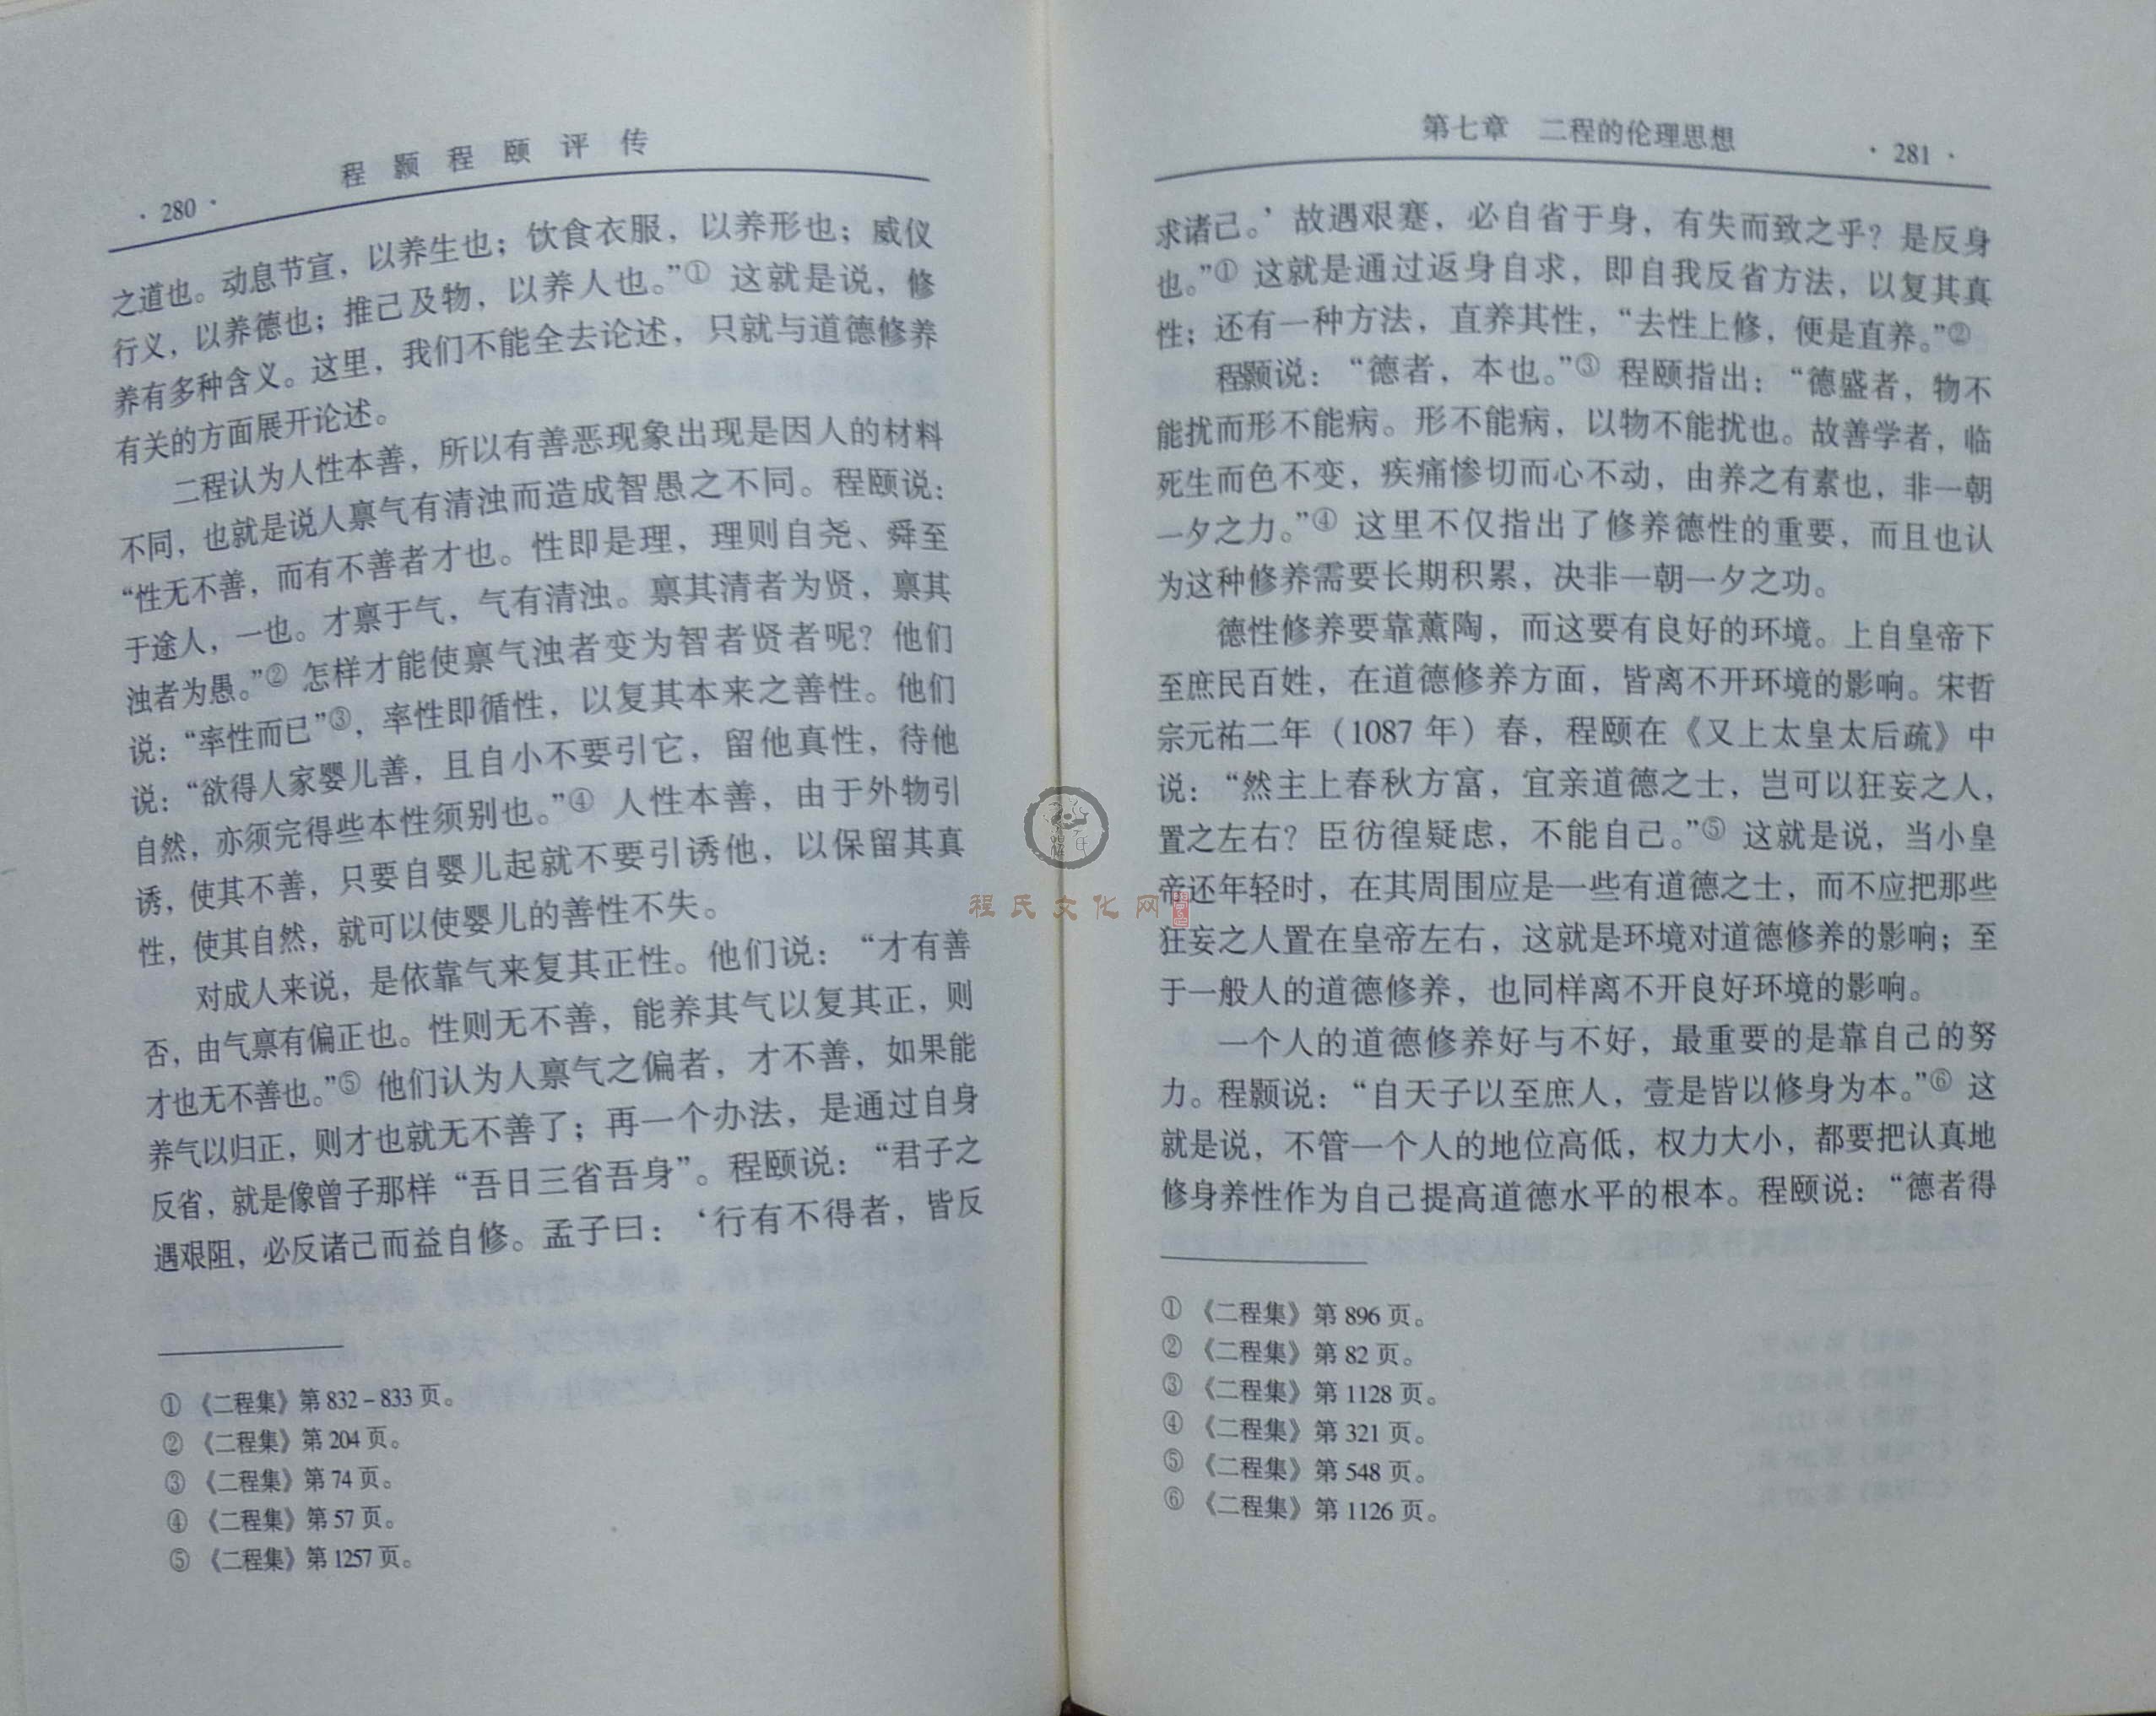 · 280 ·
程颢程颐评传
之道也。动息节宣，以养生也；饮食衣服，以养形也；威仪
行义，以养德也；推己及物，以养人也。”① 这就是说，修
养有多种含义。这里，我们不能全去论述，只就与道德修养
有关的方面展开论述。
二程认为人性本善，所以有善恶现象出现是因人的材料
不同，也就是说人禀气有清浊而造成智愚之不同。程颐说：
“性无不善，而有不善者才也。性即是理，理则自尧、舜至
于途人，一也。才禀于气，气有清浊。禀其清者为贤，禀其
浊者为愚。”② 怎样才能使禀气浊者变为智者贤者呢？他们
说：“率性而已”③，率性即循性，以复其本来之善性。他们
说：“欲得人家婴儿善，且自小不要引它，留他真性，待他
自然，亦须完得些本性须别也。”④ 人性本善，由于外物引
诱，使其不善，只要自婴儿起就不要引诱他，以保留其真
性，使其自然，就可以使婴儿的善性不失。
对成人来说，是依靠气来复其正性。他们说：“才有善
否，由气禀有偏正也。性则无不善，能养其气以复其正，则
才也无不善也。”⑤ 他们认为人禀气之偏者，才不善，如果能
养气以归正，则才也就无不善了；再一个办法，是通过自身
反省，就是像曾子那样“吾日三省吾身”。程颐说：“君子之
遇艰阻，必反诸己而益自修。孟子曰：‘行有不得者，皆反
① 《二程集》第 832－833 页。
② 《二程集》第 204 页。
③ 《二程集》第 74 页。
④ 《二程集》第 57 页。
⑤ 《二程集》第 1257 页。
第七章 二程的伦理思想
· 281 ·
求诸己。’故遇艰蹇，必自省于身，有失而致之乎？是反身
也。”① 这就是通过返身自求，即自我反省方法，以复其真
性；还有一种方法，直养其性，“去性上修，便是直养。”②
程颢说：“德者，本也。”③ 程颐指出：“德盛者，物不
能扰而形不能病。形不能病，以物不能扰也。故善学者，临
死生而色不变，疾痛惨切而心不动，由养之有素也，非一朝
一夕之力。”④ 这里不仅指出了修养德性的重要，而且也认
为这种修养需要长期积累，决非一朝一夕之功。
德性修养要靠薰陶，而这要有良好的环境。上自皇帝下
至庶民百姓，在道德修养方面，皆离不开环境的影响。宋哲
宗元祐二年（1087 年）春，程颐在《又上太皇太后疏》中
说：“然主上春秋方富，宜亲道德之士，岂可以狂妄之人，
置之左右？臣彷徨疑虑，不能自己。”⑤ 这就是说，当小皇
帝还年轻时，在其周围应是一些有道德之士，而不应把那些
狂妄之人置在皇帝左右，这就是环境对道德修养的影响；至
于一般人的道德修养，也同样离不开良好环境的影响。
一个人的道德修养好与不好，最重要的是靠自己的努
力。程颢说：“自天子以至庶人，壹是皆以修身为本。”⑥ 这
就是说，不管一个人的地位高低，权力大小，都要把认真地
修身养性作为自己提高道德水平的根本。程颐说：“德者得
① 《二程集》第 896 页。
② 《二程集》第 82 页。
③ 《二程集》第 1128 页。
④ 《二程集》第 321 页。
⑤ 《二程集》第 548 页。
⑥ 《二程集》第 1126 页。
程氏文化网